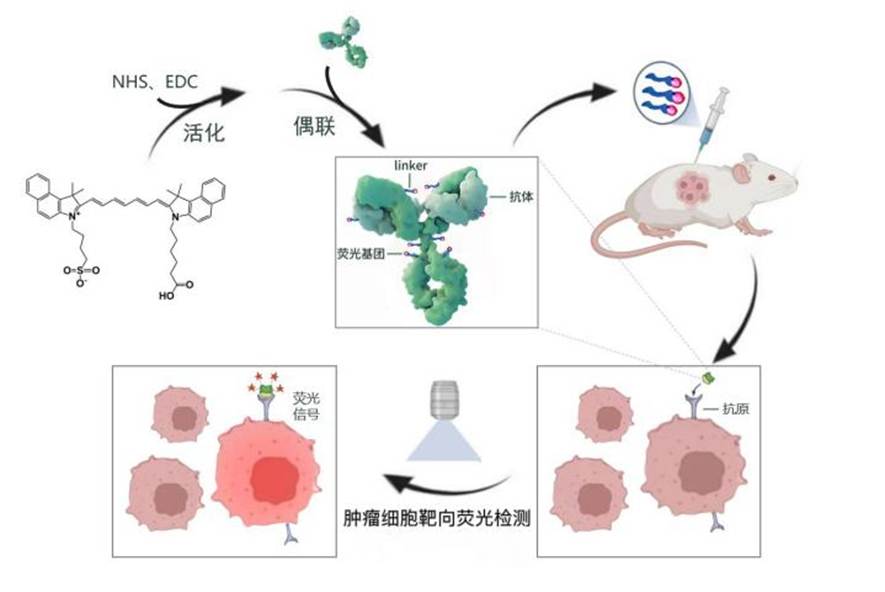 NHS、EDC
活化
偶联
linker
抗体
荧光基团
N⁺
N
O=S=O
O⁻
O
HO
抗原
荧光
信号
肿瘤细胞靶向荧光检测